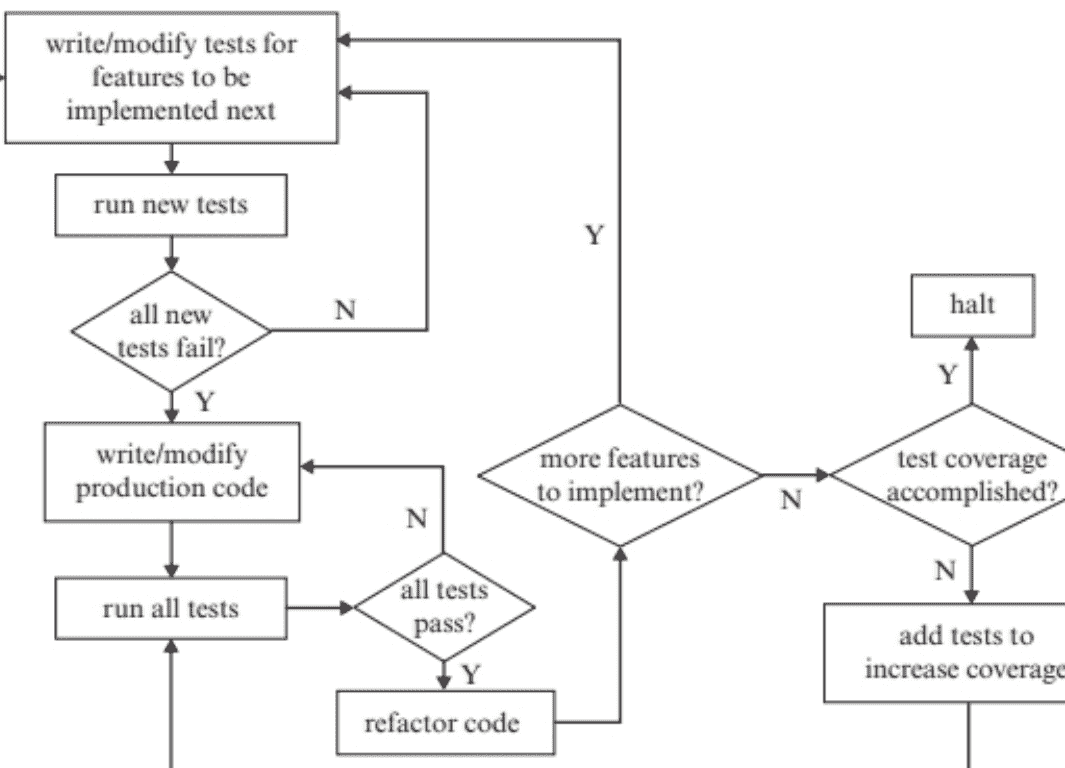 write/modify tests for
features to be
implemented next
run new tests
all new
tests fail?
N
Y
write/modify
production code
run all tests
all tests
pass?
N
Y
refactor code
more features
to implement?
Y
N
test coverage
accomplished?
Y
halt
N
add tests to
increase coverage